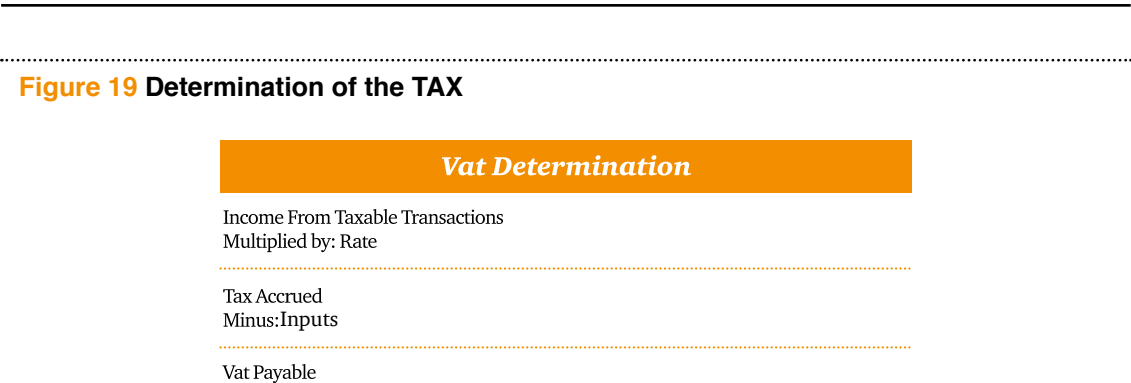 Figure 19 Determination of the TAX
Vat Determination
Income From Taxable Transactions
Multiplied by: Rate
Tax Accrued
Minus:Inputs
Vat Payable